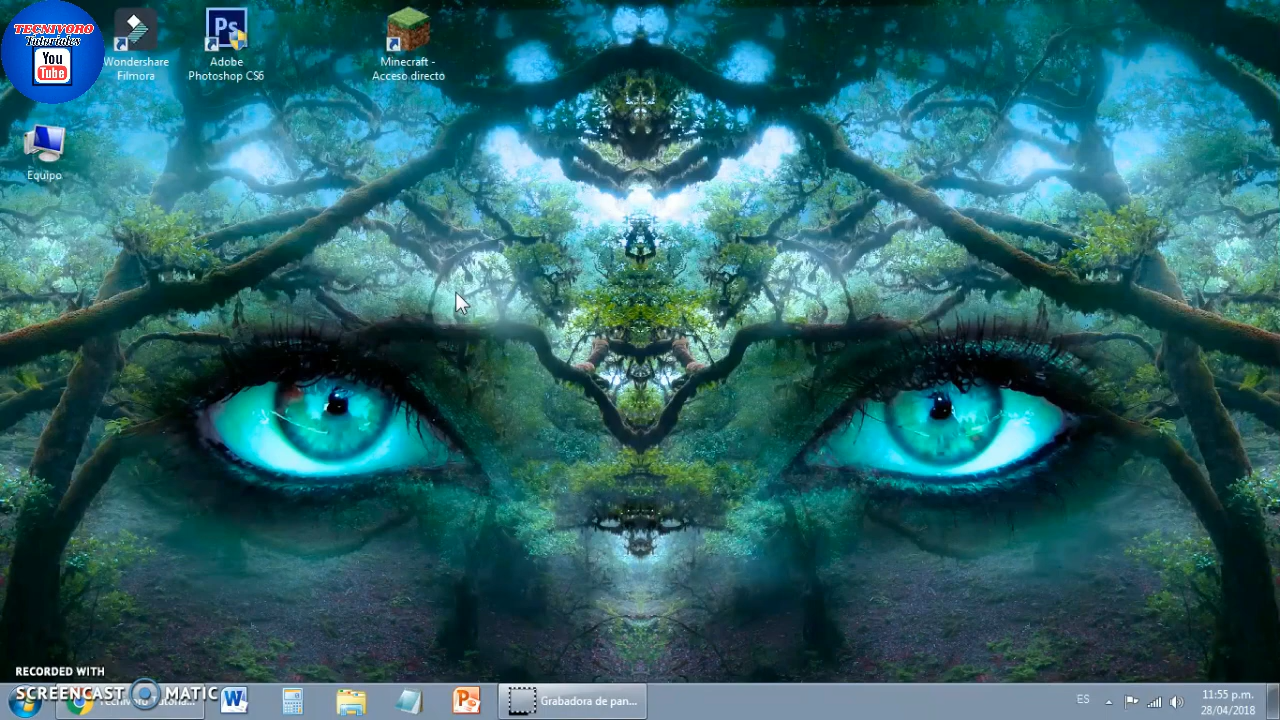 TECNIVORO
Tutoriales
You
Tube
Wondershare
Filmora
Ps
Adobe
Photoshop CS6
Minecraft -
Acceso directo
Equipo
RECORDED WITH
SCREENCAST MATIC
W
P
Grabadora de pan...
ES
11:55 p.m.
28/04/2018